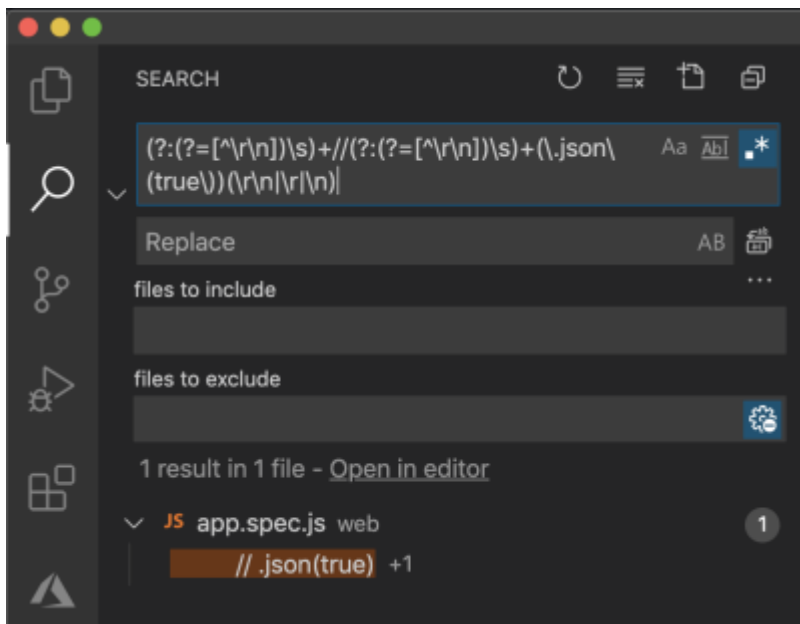 SEARCH
(?:(?=[^\r\n])\s)+//(?:(?=[^\r\n])\s)+(\.json\
(true\))(\r\n|\r|\n)
Aa Abl .*
Replace AB
files to include
...
files to exclude
1 result in 1 file - Open in editor
JS app.spec.js web 1
// .json(true) +1